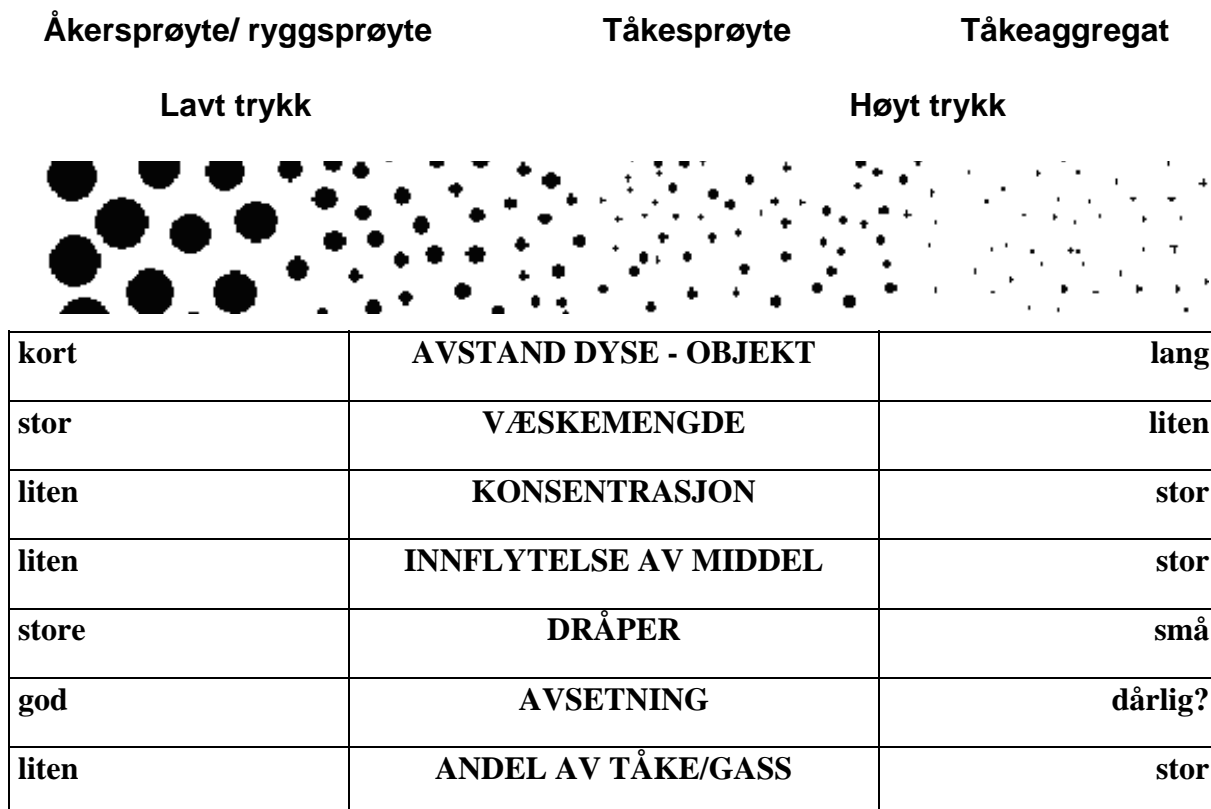 Åkersprøyte/ ryggsprøyte Tåkesprøyte Tåkeaggregat
Lavt trykk Høyt trykk
kort AVSTAND DYSE - OBJEKT lang
stor VÆSKEMENGDE liten
liten KONSENTRASJON stor
liten INNFLYTELSE AV MIDDEL stor
store DRÅPER små
god AVSETNING dårlig?
liten ANDEL AV TÅKE/GASS stor